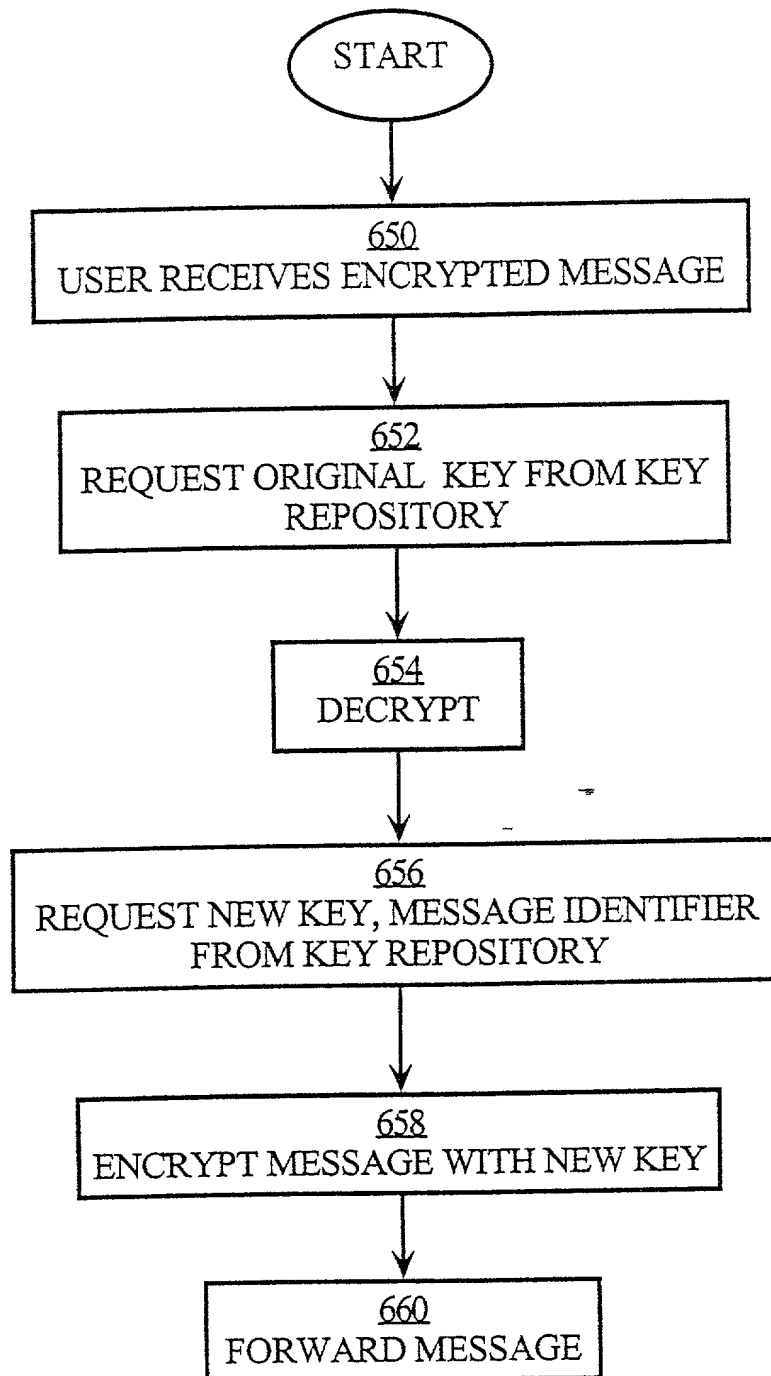 START
650
USER RECEIVES ENCRYPTED MESSAGE
652
REQUEST ORIGINAL KEY FROM KEY
REPOSITORY
654
DECRYPT
656
REQUEST NEW KEY, MESSAGE IDENTIFIER
FROM KEY REPOSITORY
658
ENCRYPT MESSAGE WITH NEW KEY
660
FORWARD MESSAGE